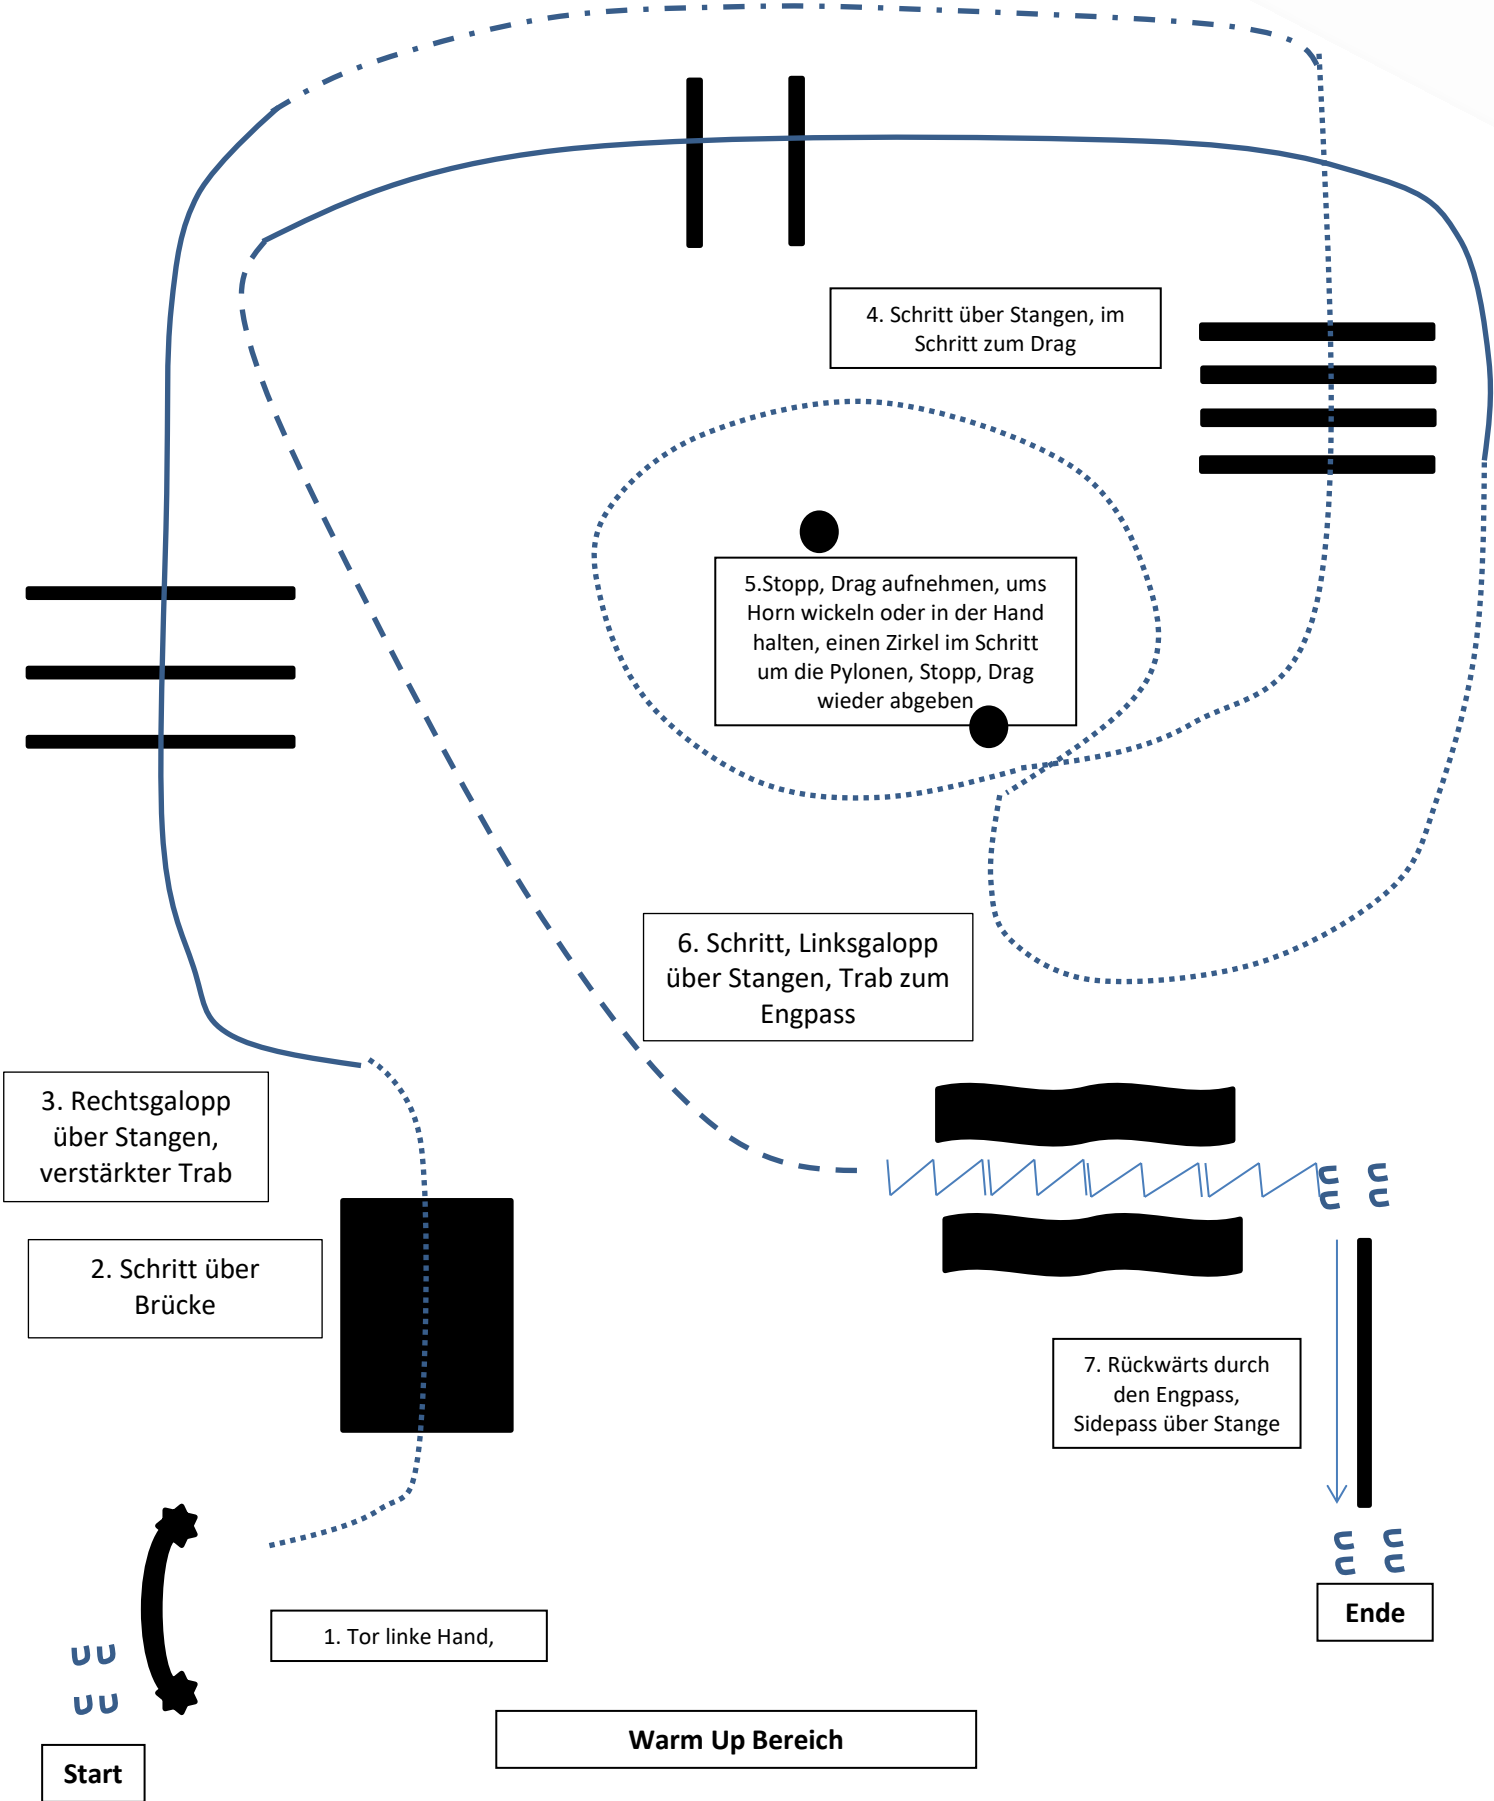 4. Schritt über Stangen, im
Schritt zum Drag
5.Stopp, Drag aufnehmen, ums
Horn wickeln oder in der Hand
halten, einen Zirkel im Schritt
um die Pylonen, Stopp, Drag
wieder abgeben
6. Schritt, Linksgalopp
über Stangen, Trab zum
Engpass
3. Rechtsgalopp
über Stangen,
verstärkter Trab
2. Schritt über
Brücke
7. Rückwärts durch
den Engpass,
Sidepass über Stange
Ende
1. Tor linke Hand,
Warm Up Bereich
Start